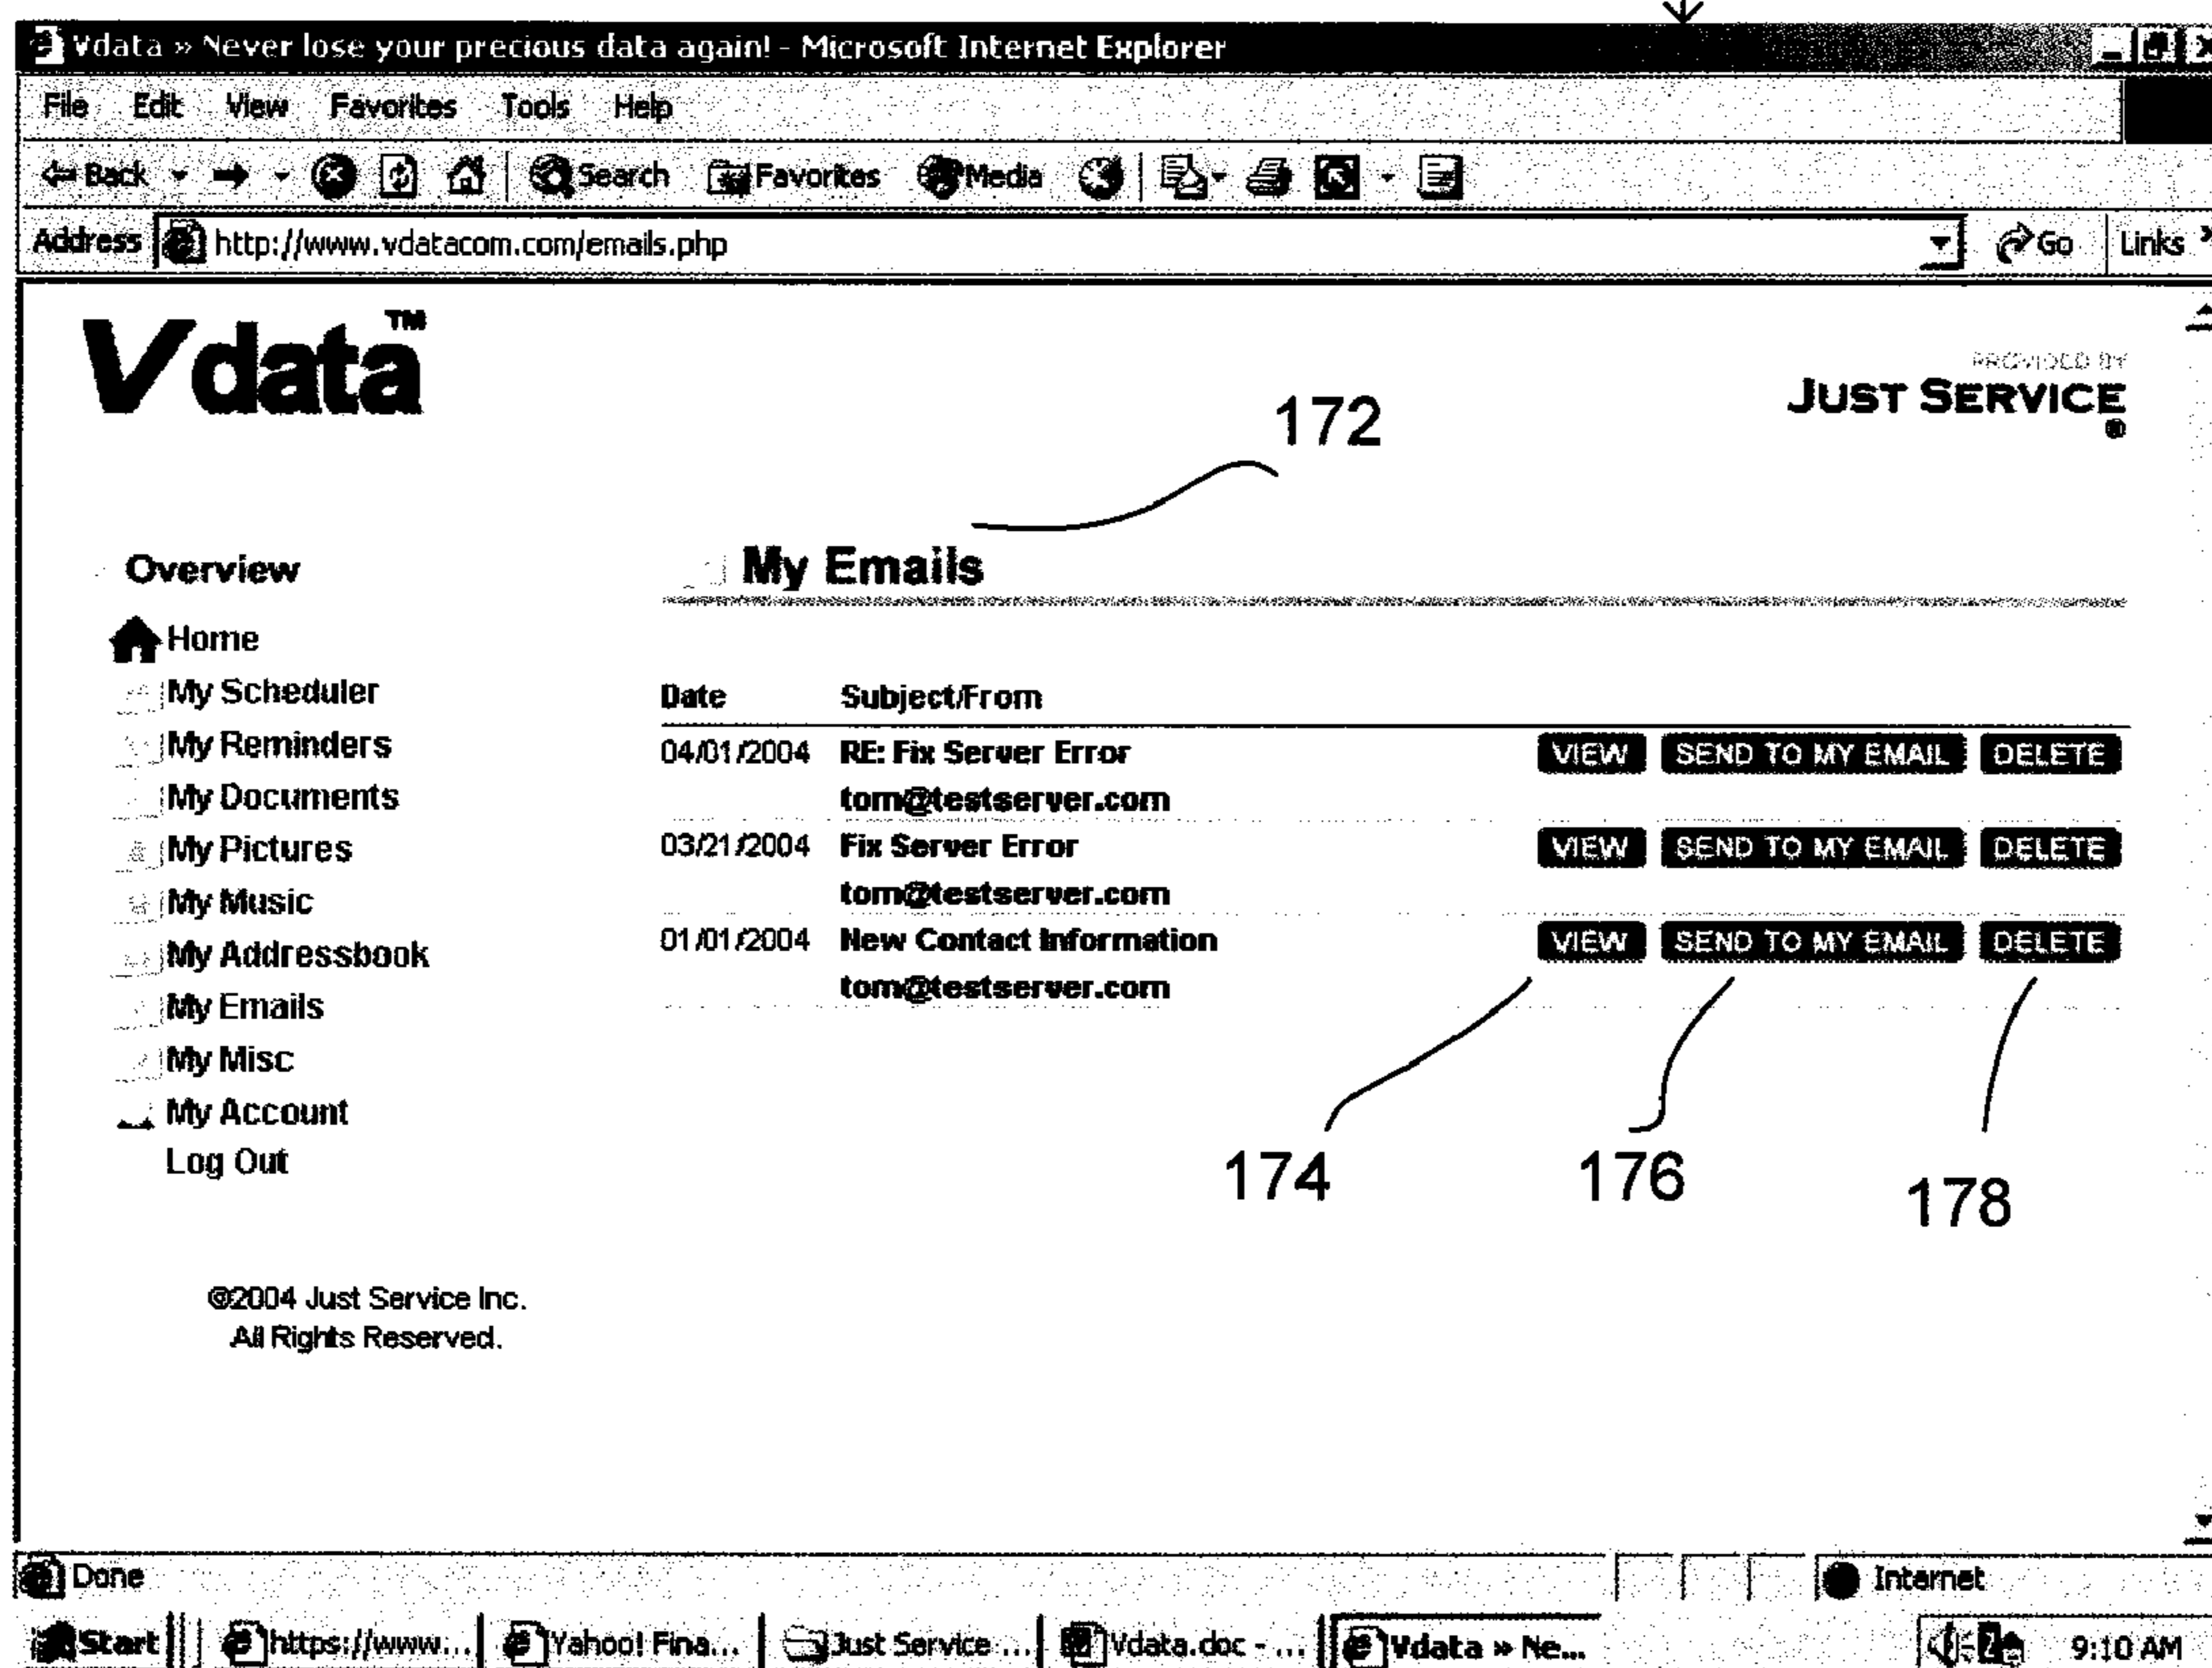 Vdata » Never lose your precious data again! - Microsoft Internet Explorer
File Edit View Favorites Tools Help
Back Search Favorites Media
Address http://www.vdatacom.com/emails.php Go Links »
Vdata™
PROVIDED BY
JUST SERVICE
®
172
Overview
Home
My Scheduler
My Reminders
My Documents
My Pictures
My Music
My Addressbook
My Emails
My Misc
My Account
Log Out
©2004 Just Service Inc.
All Rights Reserved.
My Emails
Date Subject/From
04/01/2004 RE: Fix Server Error VIEW SEND TO MY EMAIL DELETE
tom@testserver.com
03/21/2004 Fix Server Error VIEW SEND TO MY EMAIL DELETE
tom@testserver.com
01/01/2004 New Contact Information VIEW SEND TO MY EMAIL DELETE
tom@testserver.com
174 176 178
Done Internet
Start https://www... Yahoo! Fina... Just Service ... Vdata.doc - ... Vdata » Ne... 9:10 AM